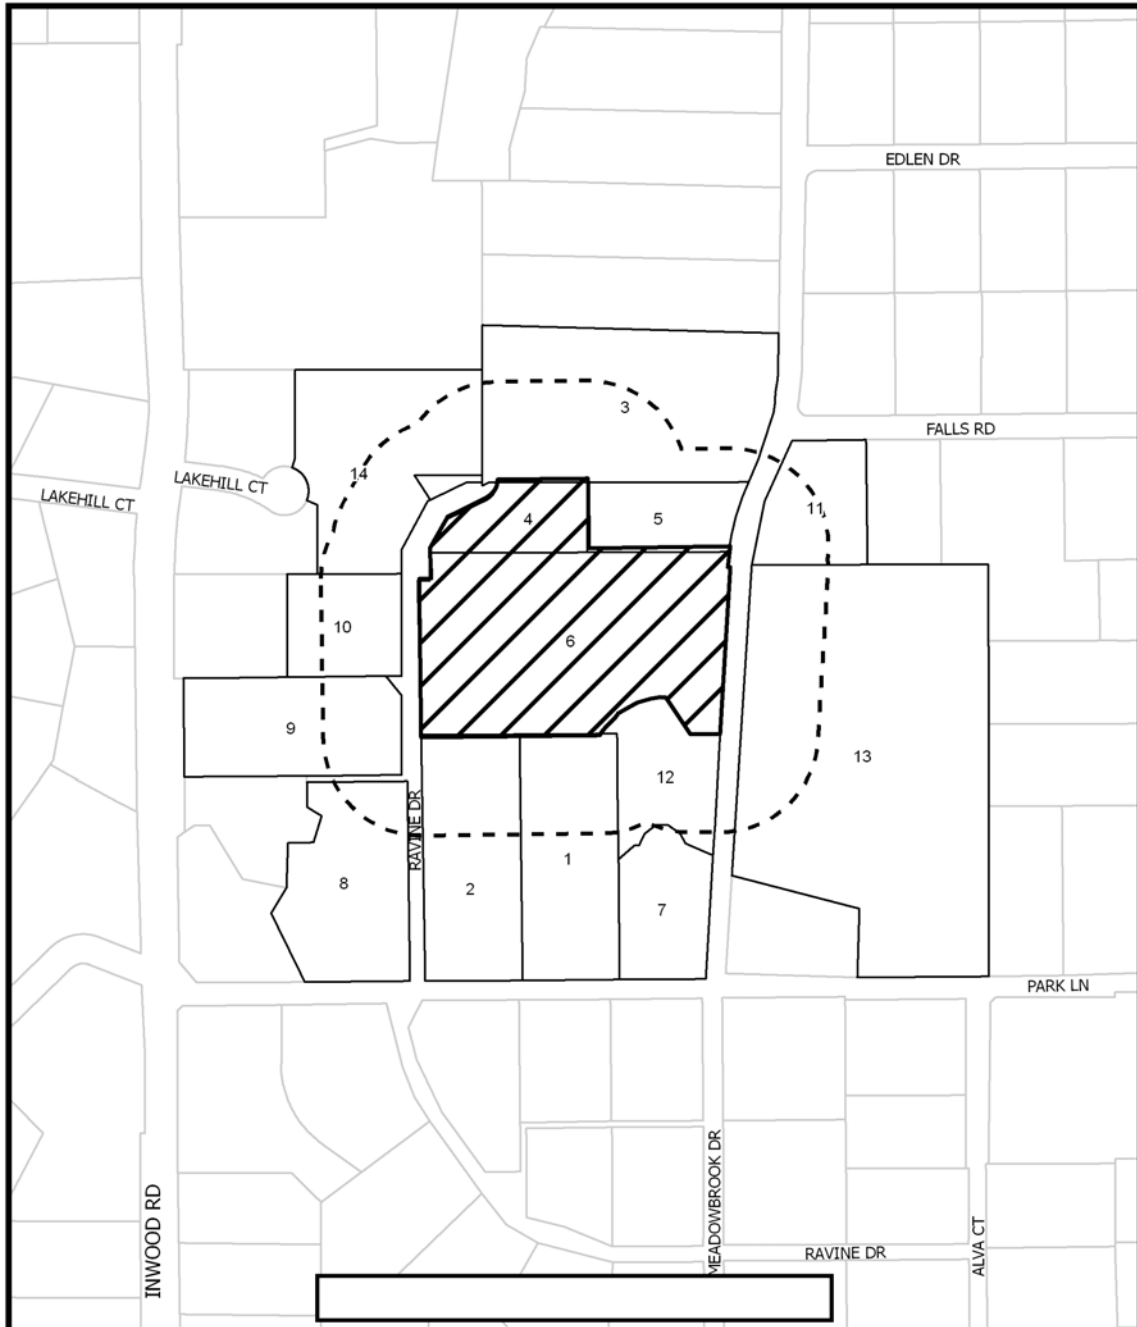 EDLEN DR
3
FALLS RD
14
LAKEHILL CT
LAKEHILL CT
11
4
5
10
6
9
13
12
RAVINE DR
1
8
2
7
PARK LN
INWOOD RD
MEADOWBROOK DR
RAVINE DR
ALVA CT